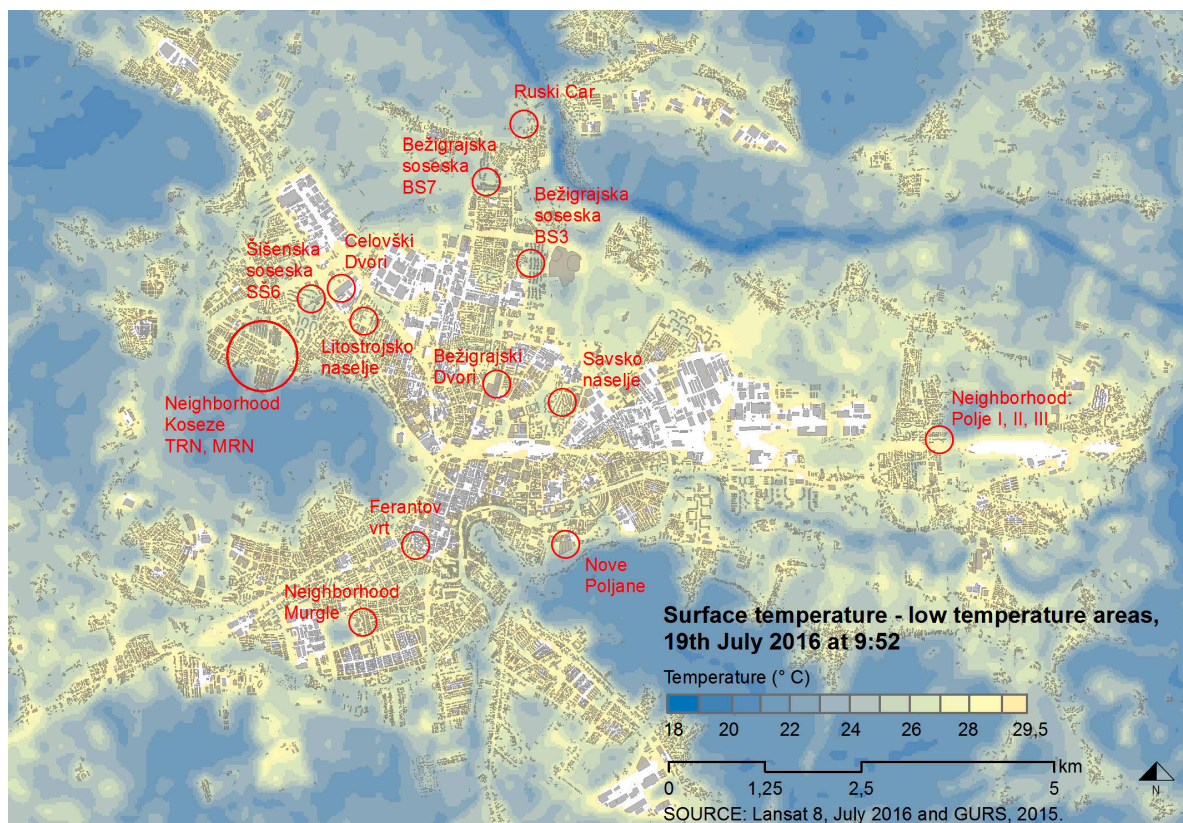 Ruski Car
Bežigrajska
soseska
BS7
Bežigrajska
soseska
BS3
Šišenska
soseska
SŠ6
Celovški
Dvori
Litostrojsko
naselje
Bežigrajski
Dvori
Savsko
naselje
Neighborhood
Koseze
TRN, MRN
Neighborhood:
Polje I, II, III
Ferantov
vrt
Nove
Poljane
Neighborhood
Murgle
Surface temperature - low temperature areas,
19th July 2016 at 9:52
Temperature (° C)
18 20 22 24 26 28 29,5
km
0 1,25 2,5 5
N
SOURCE: Lansat 8, July 2016 and GURS, 2015.